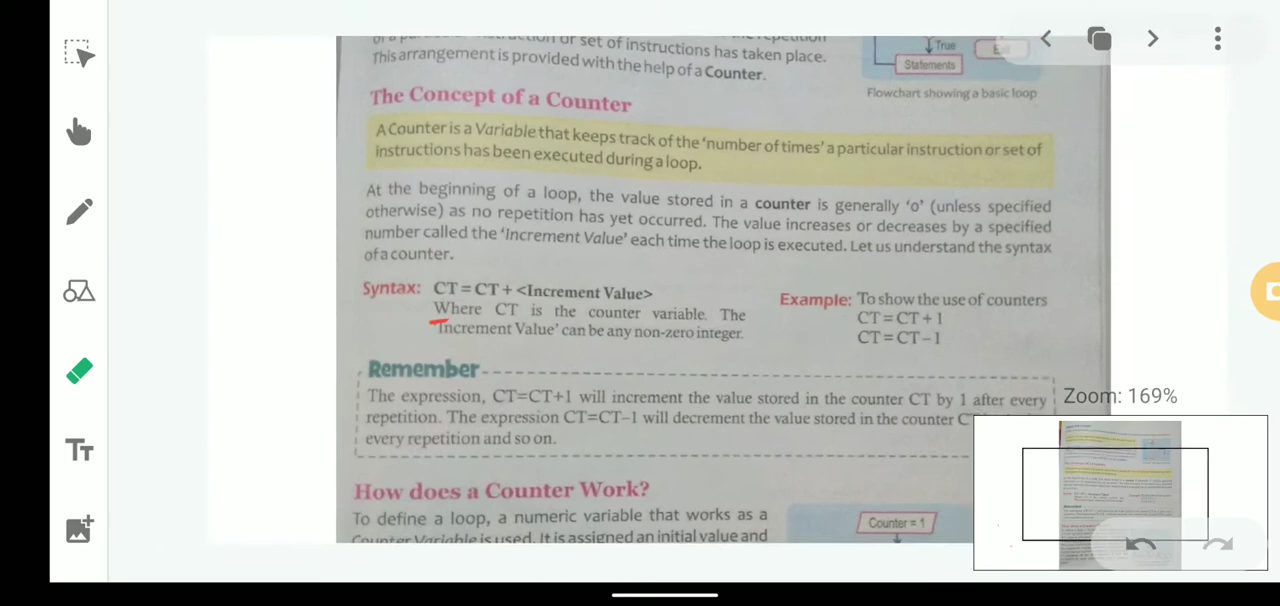 instruction or set of instructions has taken place.
True
This arrangement is provided with the help of a Counter.
Statements
Flowchart showing a basic loop
The Concept of a Counter
A Counter is a Variable that keeps track of the 'number of times' a particular instruction or set of
instructions has been executed during a loop.
At the beginning of a loop, the value stored in a counter is generally 'o' (unless specified
otherwise) as no repetition has yet occurred. The value increases or decreases by a specified
number called the 'Increment Value' each time the loop is executed. Let us understand the syntax
of a counter.
Syntax: CT = CT + <Increment Value>
Where CT is the counter variable. The
'Increment Value' can be any non-zero integer.
Example: To show the use of counters
CT = CT + 1
CT = CT – 1
Remember
The expression, CT=CT+1 will increment the value stored in the counter CT by 1 after every
repetition. The expression CT=CT–1 will decrement the value stored in the counter C
every repetition and so on.
Zoom: 169%
How does a Counter Work?
To define a loop, a numeric variable that works as a
Counter Variable is used. It is assigned an initial value and
Counter = 1
Tт